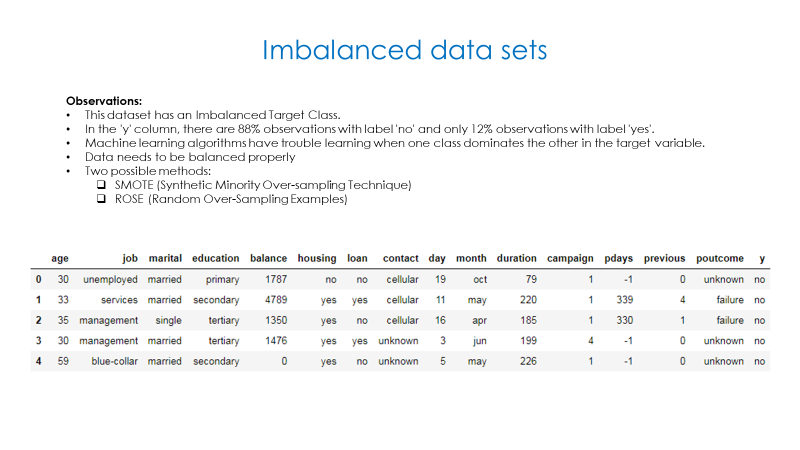 Imbalanced data sets
Observations:
• This dataset has an Imbalanced Target Class.
• In the 'y' column, there are 88% observations with label 'no' and only 12% observations with label 'yes'.
• Machine learning algorithms have trouble learning when one class dominates the other in the target variable.
• Data needs to be balanced properly
• Two possible methods:
❑ SMOTE (Synthetic Minority Over-sampling Technique)
❑ ROSE (Random Over-Sampling Examples)
age job marital education balance housing loan contact day month duration campaign pdays previous poutcome y
0 30 unemployed married primary 1787 no no cellular 19 oct 79 1 -1 0 unknown no
1 33 services married secondary 4789 yes yes cellular 11 may 220 1 339 4 failure no
2 35 management single tertiary 1350 yes no cellular 16 apr 185 1 330 1 failure no
3 30 management married tertiary 1476 yes yes unknown 3 jun 199 4 -1 0 unknown no
4 59 blue-collar married secondary 0 yes no unknown 5 may 226 1 -1 0 unknown no